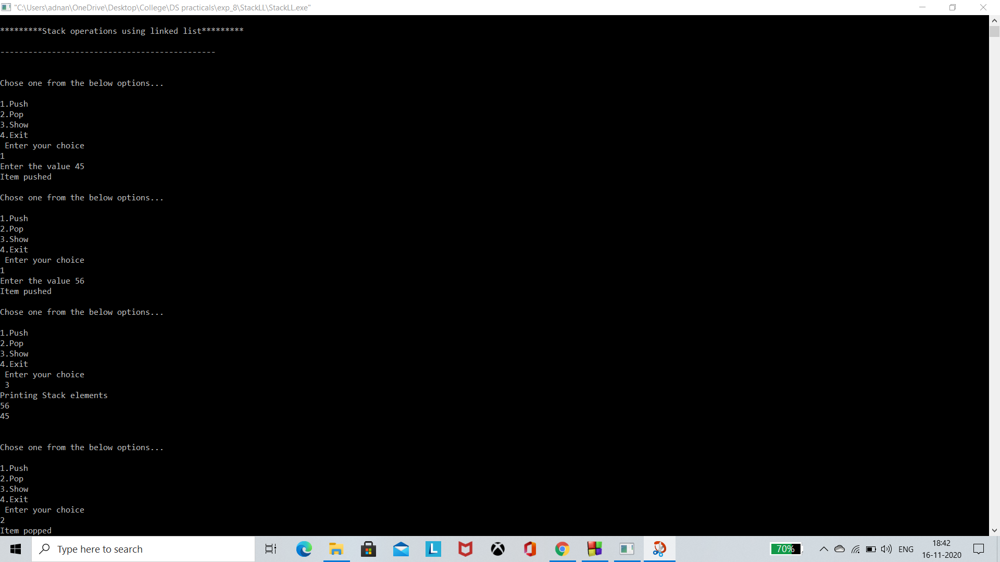 "C:\Users\adnan\OneDrive\Desktop\College\DS practicals\exp_8\StackLL\StackLL.exe"
*********Stack operations using linked list*********
----------------------------------------------
Chose one from the below options...
1.Push
2.Pop
3.Show
4.Exit
 Enter your choice
1
Enter the value 45
Item pushed
Chose one from the below options...
1.Push
2.Pop
3.Show
4.Exit
 Enter your choice
1
Enter the value 56
Item pushed
Chose one from the below options...
1.Push
2.Pop
3.Show
4.Exit
 Enter your choice
 3
Printing Stack elements
56
45
Chose one from the below options...
1.Push
2.Pop
3.Show
4.Exit
 Enter your choice
2
Item popped
Type here to search
L
70%
ENG
18:42
16-11-2020